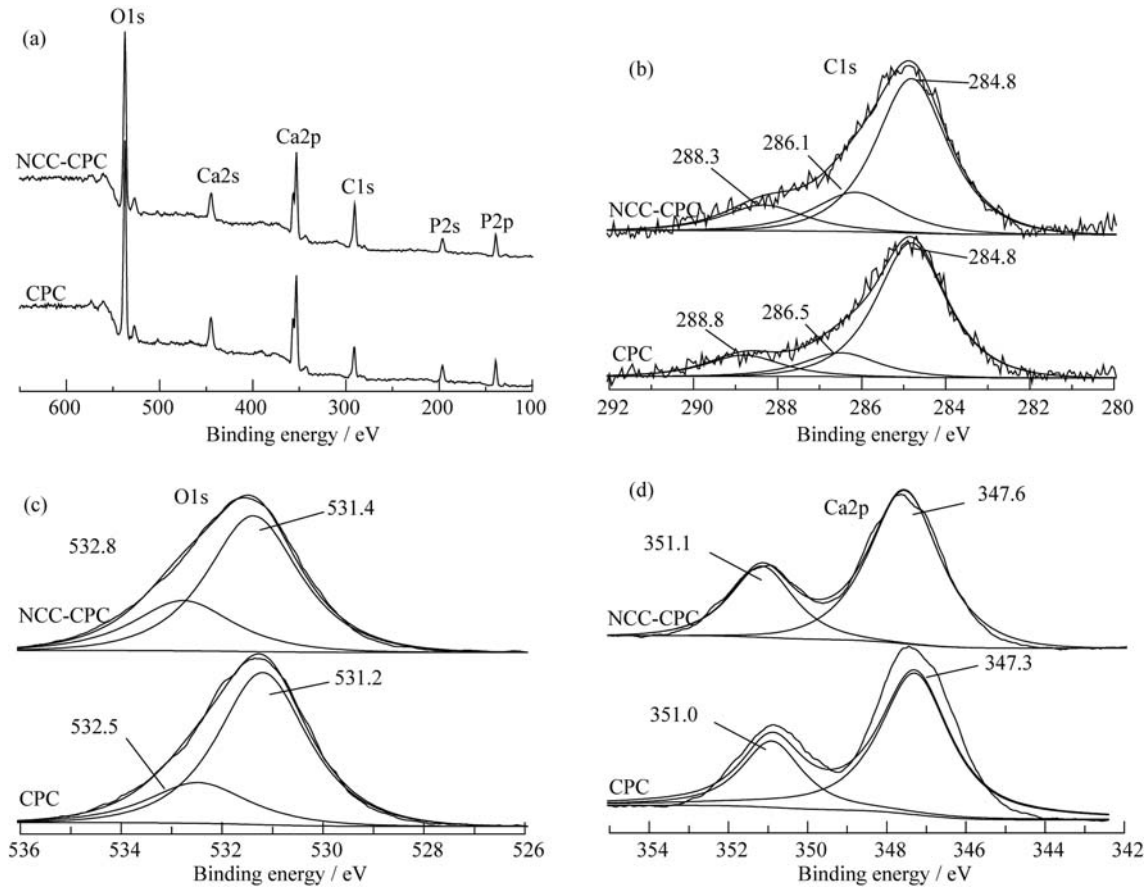 (a)
O1s
NCC-CPC
Ca2s
Ca2p
C1s
P2s
P2p
CPC
600 500 400 300 200 100
Binding energy / eV
(b)
C1s
284.8
286.1
288.3
NCC-CPC
284.8
286.5
288.8
CPC
292 290 288 286 284 282 280
Binding energy / eV
(c)
O1s
531.4
532.8
NCC-CPC
531.2
532.5
CPC
536 534 532 530 528 526
Binding energy / eV
(d)
Ca2p
347.6
351.1
NCC-CPC
347.3
351.0
CPC
354 352 350 348 346 344 342
Binding energy / eV